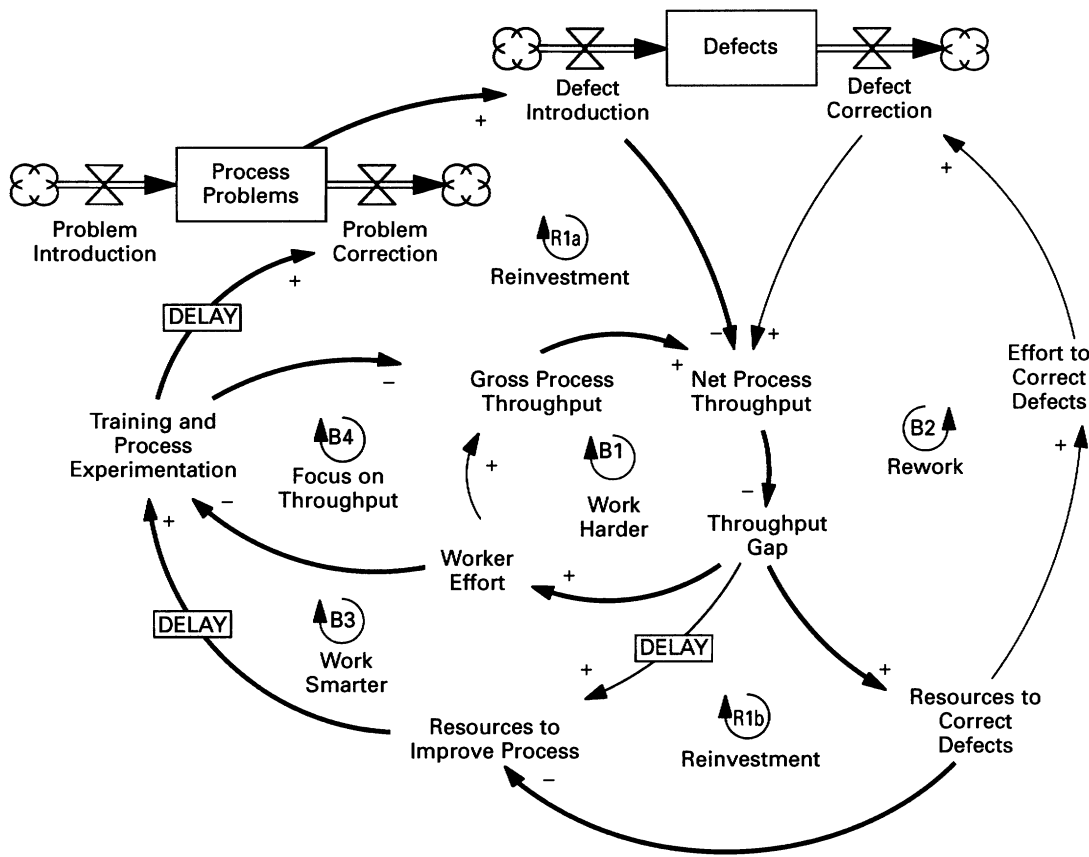 Defects
Defect
Introduction
Defect
Correction
+
Process
Problems
+
Problem
Introduction
Problem
Correction
R1a
Reinvestment
+
DELAY
–
+
Effort to
Correct
Defects
–
+
Gross Process
Throughput
Net Process
Throughput
Training and
Process
Experimentation
B4
Focus on
Throughput
+
B1
Work
Harder
B2
Rework
+
–
–
+
Throughput
Gap
Worker
Effort
+
B3
Work
Smarter
DELAY
DELAY
+
+
Resources to
Improve Process
R1b
Reinvestment
Resources to
Correct
Defects
–